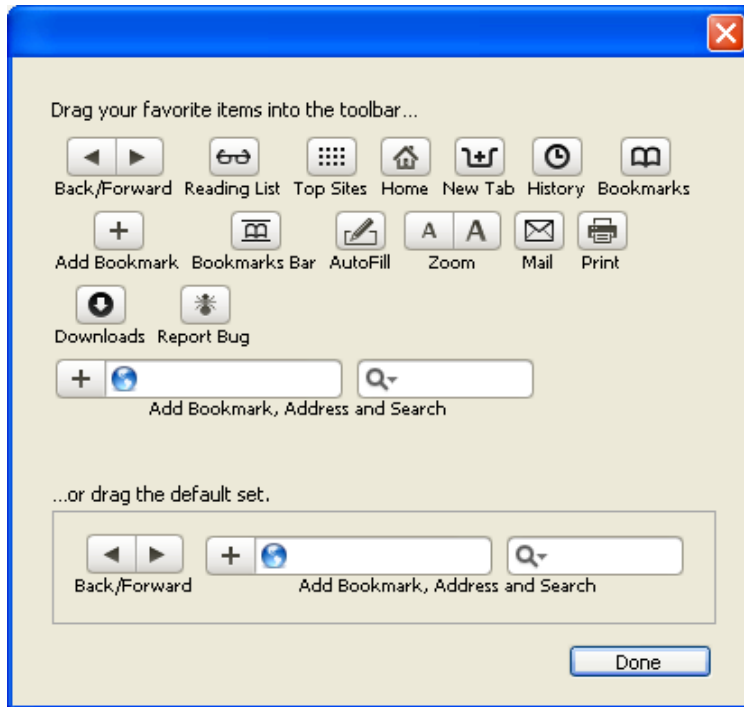 Drag your favorite items into the toolbar...
Back/Forward Reading List Top Sites Home New Tab History Bookmarks
A A
Add Bookmark Bookmarks Bar AutoFill Zoom Mail Print
Downloads Report Bug
Add Bookmark, Address and Search
...or drag the default set.
Back/Forward Add Bookmark, Address and Search
Done